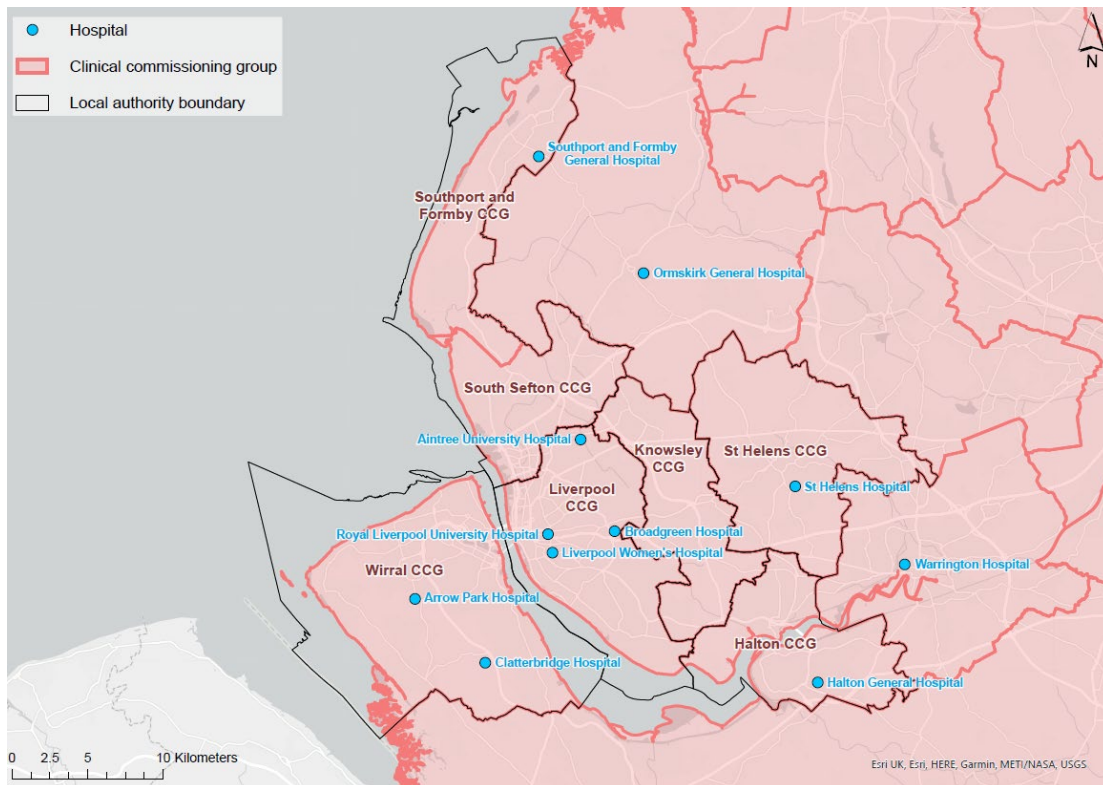 Hospital
Clinical commissioning group
Local authority boundary
N
Southport and Formby
General Hospital
Southport and
Formby CCG
Ormskirk General Hospital
South Sefton CCG
Aintree University Hospital
Knowsley
CCG
St Helens CCG
Liverpool
CCG
St Helens Hospital
Royal Liverpool University Hospital
Broadgreen Hospital
Liverpool Women's Hospital
Warrington Hospital
Wirral CCG
Arrow Park Hospital
Halton CCG
Clatterbridge Hospital
Halton General Hospital
0 2.5 5 10 Kilometers
Esri UK, Esri, HERE, Garmin, METI/NASA, USGS